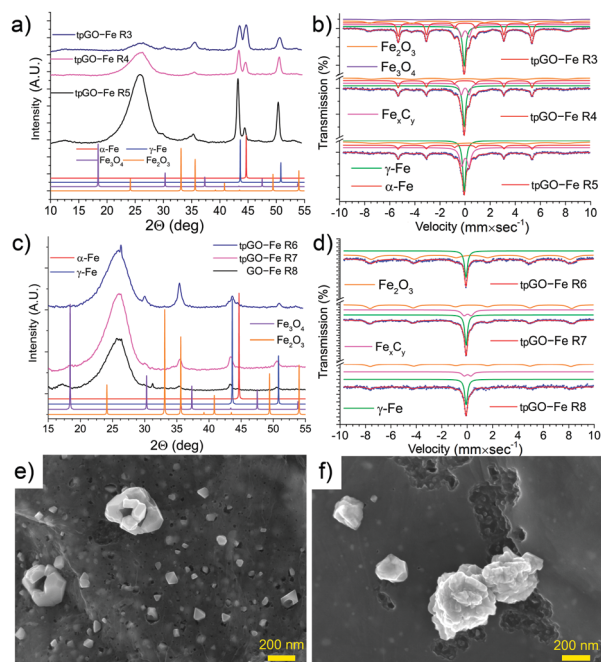 a)
Intensity (A.U.)
tpGO−Fe R3
tpGO−Fe R4
tpGO−Fe R5
α-Fe γ-Fe
Fe3O4 Fe2O3
10 15 20 25 30 35 40 45 50 55
2Θ (deg)
b)
Transmission (%)
Fe2O3
Fe3O4
tpGO−Fe R3
FexCy
tpGO−Fe R4
γ-Fe
α-Fe
tpGO−Fe R5
-10 -8 -6 -4 -2 0 2 4 6 8 10
Velocity (mm×sec-1)
c)
Intensity (A.U.)
α-Fe
γ-Fe
tpGO−Fe R6
tpGO−Fe R7
GO−Fe R8
Fe3O4
Fe2O3
15 20 25 30 35 40 45 50 55
2Θ (deg)
d)
Transmission (%)
Fe2O3
tpGO−Fe R6
FexCy
tpGO−Fe R7
γ-Fe
tpGO−Fe R8
-10 -8 -6 -4 -2 0 2 4 6 8 10
Velocity (mm×sec-1)
e)
200 nm
f)
200 nm